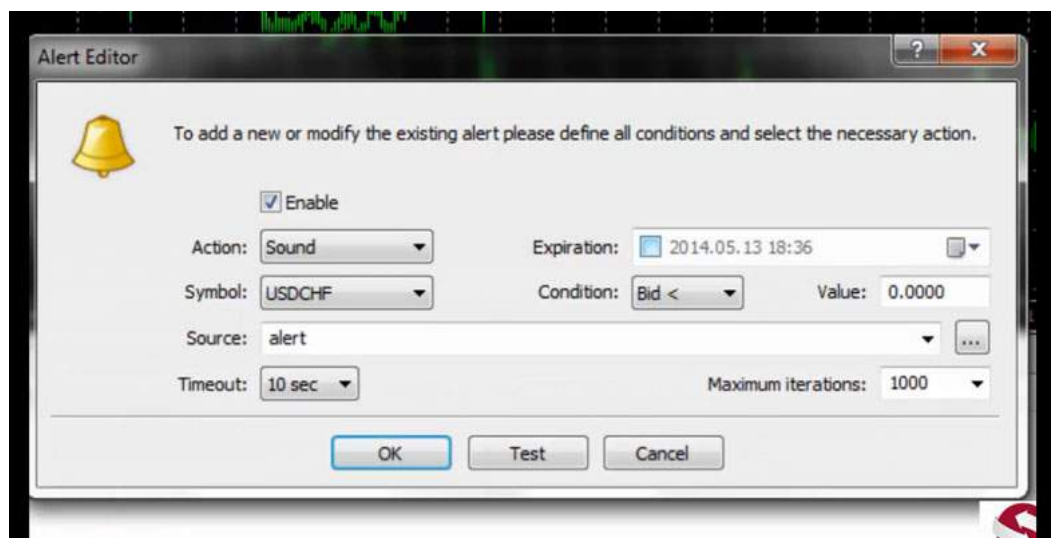 Alert Editor
?
X
To add a new or modify the existing alert please define all conditions and select the necessary action.
Enable
Action: Sound Expiration: 2014.05.13 18:36
Symbol: USDCHF Condition: Bid < Value: 0.0000
Source: alert ...
Timeout: 10 sec Maximum iterations: 1000
OK Test Cancel